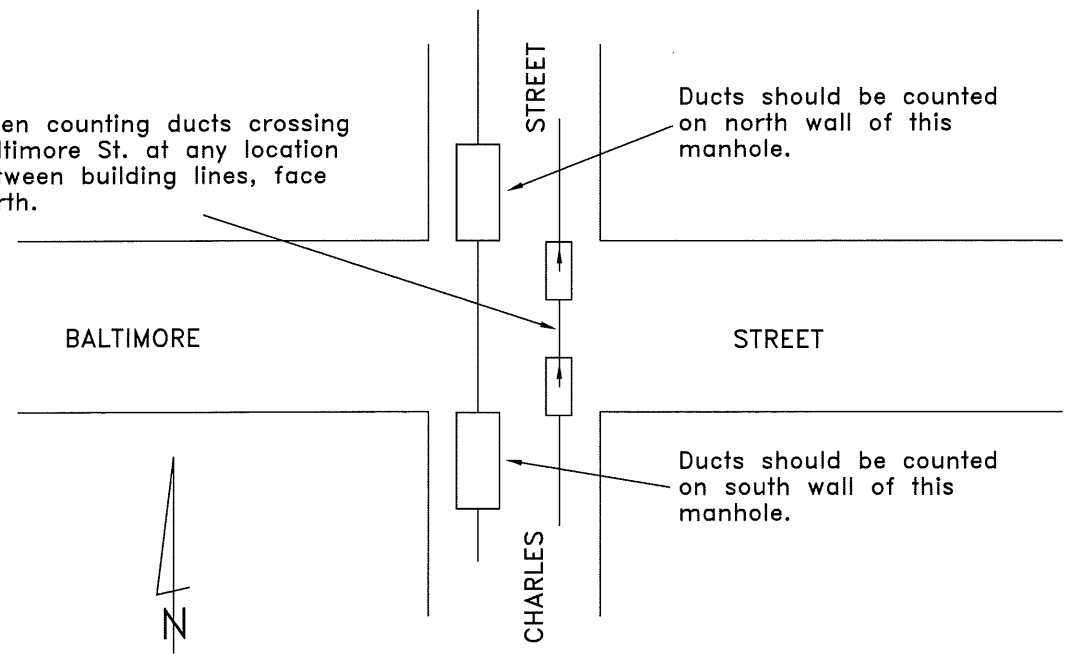 en counting ducts crossing
ltimore St. at any location
tween building lines, face
rth.
STREET
Ducts should be counted
on north wall of this
manhole.
BALTIMORE
STREET
Ducts should be counted
on south wall of this
manhole.
CHARLES
N